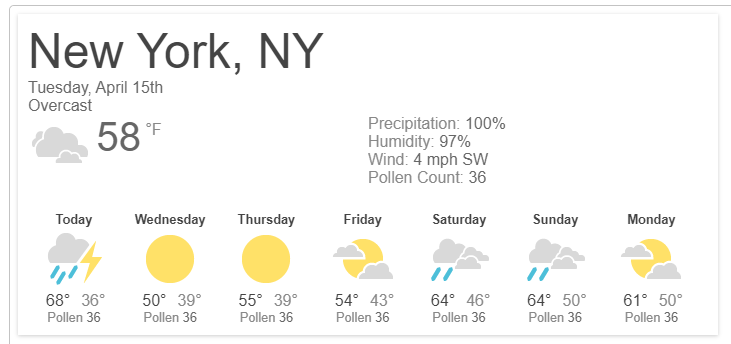 New York, NY
Tuesday, April 15th
Overcast
58 °F
Precipitation: 100%
Humidity: 97%
Wind: 4 mph SW
Pollen Count: 36
Today Wednesday Thursday Friday Saturday Sunday Monday
68° 36° 50° 39° 55° 39° 54° 43° 64° 46° 64° 50° 61° 50°
Pollen 36 Pollen 36 Pollen 36 Pollen 36 Pollen 36 Pollen 36 Pollen 36